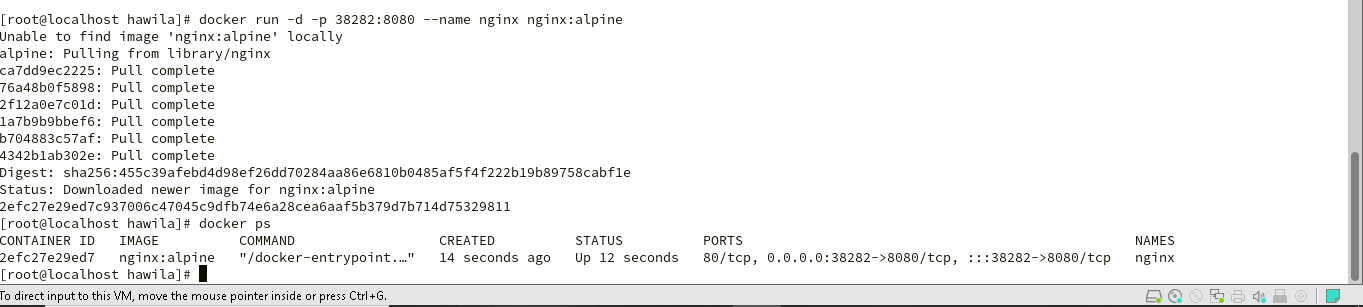 [root@localhost hawila]# docker run -d -p 38282:8080 --name nginx nginx:alpine
Unable to find image 'nginx:alpine' locally
alpine: Pulling from library/nginx
ca7dd9ec2225: Pull complete
76a48b0f5898: Pull complete
2f12a0e7c01d: Pull complete
1a7b9b9bbef6: Pull complete
b704883c57af: Pull complete
4342b1ab302e: Pull complete
Digest: sha256:455c39afebd4d98ef26dd70284aa86e6810b0485af5f4f222b19b89758cabf1e
Status: Downloaded newer image for nginx:alpine
2efc27e29ed7c937006c47045c9dfb74e6a28cea6aaf5b379d7b714d75329811
[root@localhost hawila]# docker ps
CONTAINER ID   IMAGE          COMMAND                  CREATED          STATUS          PORTS                                                 NAMES
2efc27e29ed7   nginx:alpine   "/docker-entrypoint.…"   14 seconds ago   Up 12 seconds   80/tcp, 0.0.0.0:38282->8080/tcp, :::38282->8080/tcp   nginx
[root@localhost hawila]#
To direct input to this VM, move the mouse pointer inside or press Ctrl+G.